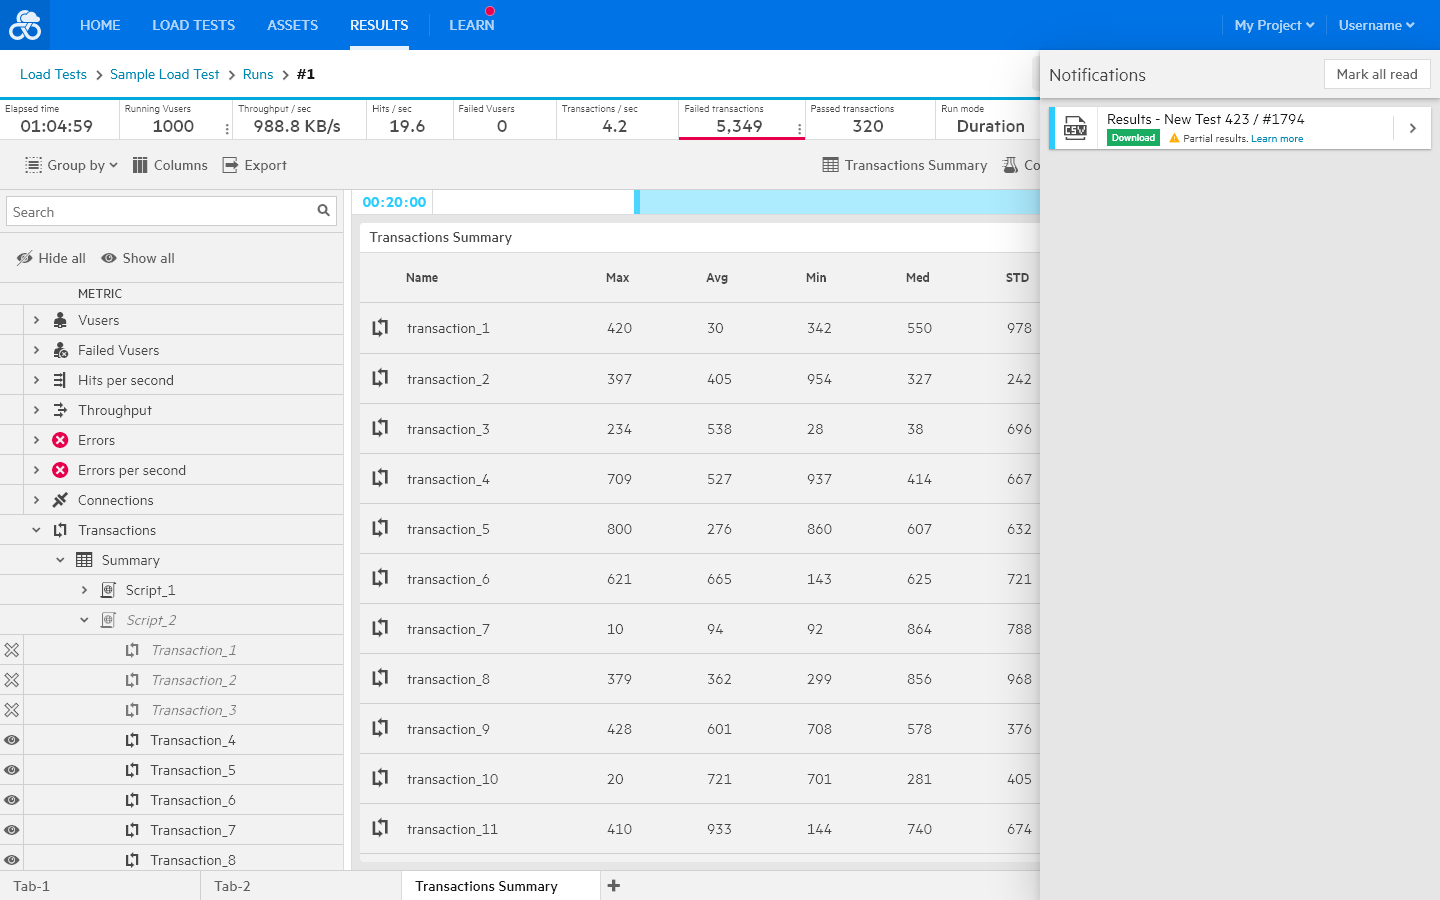 HOME LOAD TESTS ASSETS RESULTS LEARN My Project Username
Load Tests > Sample Load Test > Runs > #1
Notifications Mark all read
Elapsed time Running Vusers Throughput / sec Hits / sec Failed Vusers Transactions / sec Failed transactions Passed transactions Run mode
01:04:59 1000 988.8 KB/s 19.6 0 4.2 5,349 320 Duration
CSV
Results - New Test 423 / #1794
Download Partial results. Learn more
Group by Columns Export Transactions Summary Co
Search
00:20:00
Hide all Show all
METRIC
Vusers
Failed Vusers
Hits per second
Throughput
Errors
Errors per second
Connections
Transactions
Summary
Script_1
Script_2
Transaction_1
Transaction_2
Transaction_3
Transaction_4
Transaction_5
Transaction_6
Transaction_7
Transaction_8
Transactions Summary
Name Max Avg Min Med STD
transaction_1 420 30 342 550 978
transaction_2 397 405 954 327 242
transaction_3 234 538 28 38 696
transaction_4 709 527 937 414 667
transaction_5 800 276 860 607 632
transaction_6 621 665 143 625 721
transaction_7 10 94 92 864 788
transaction_8 379 362 299 856 968
transaction_9 428 601 708 578 376
transaction_10 20 721 701 281 405
transaction_11 410 933 144 740 674
Tab-1 Tab-2 Transactions Summary +